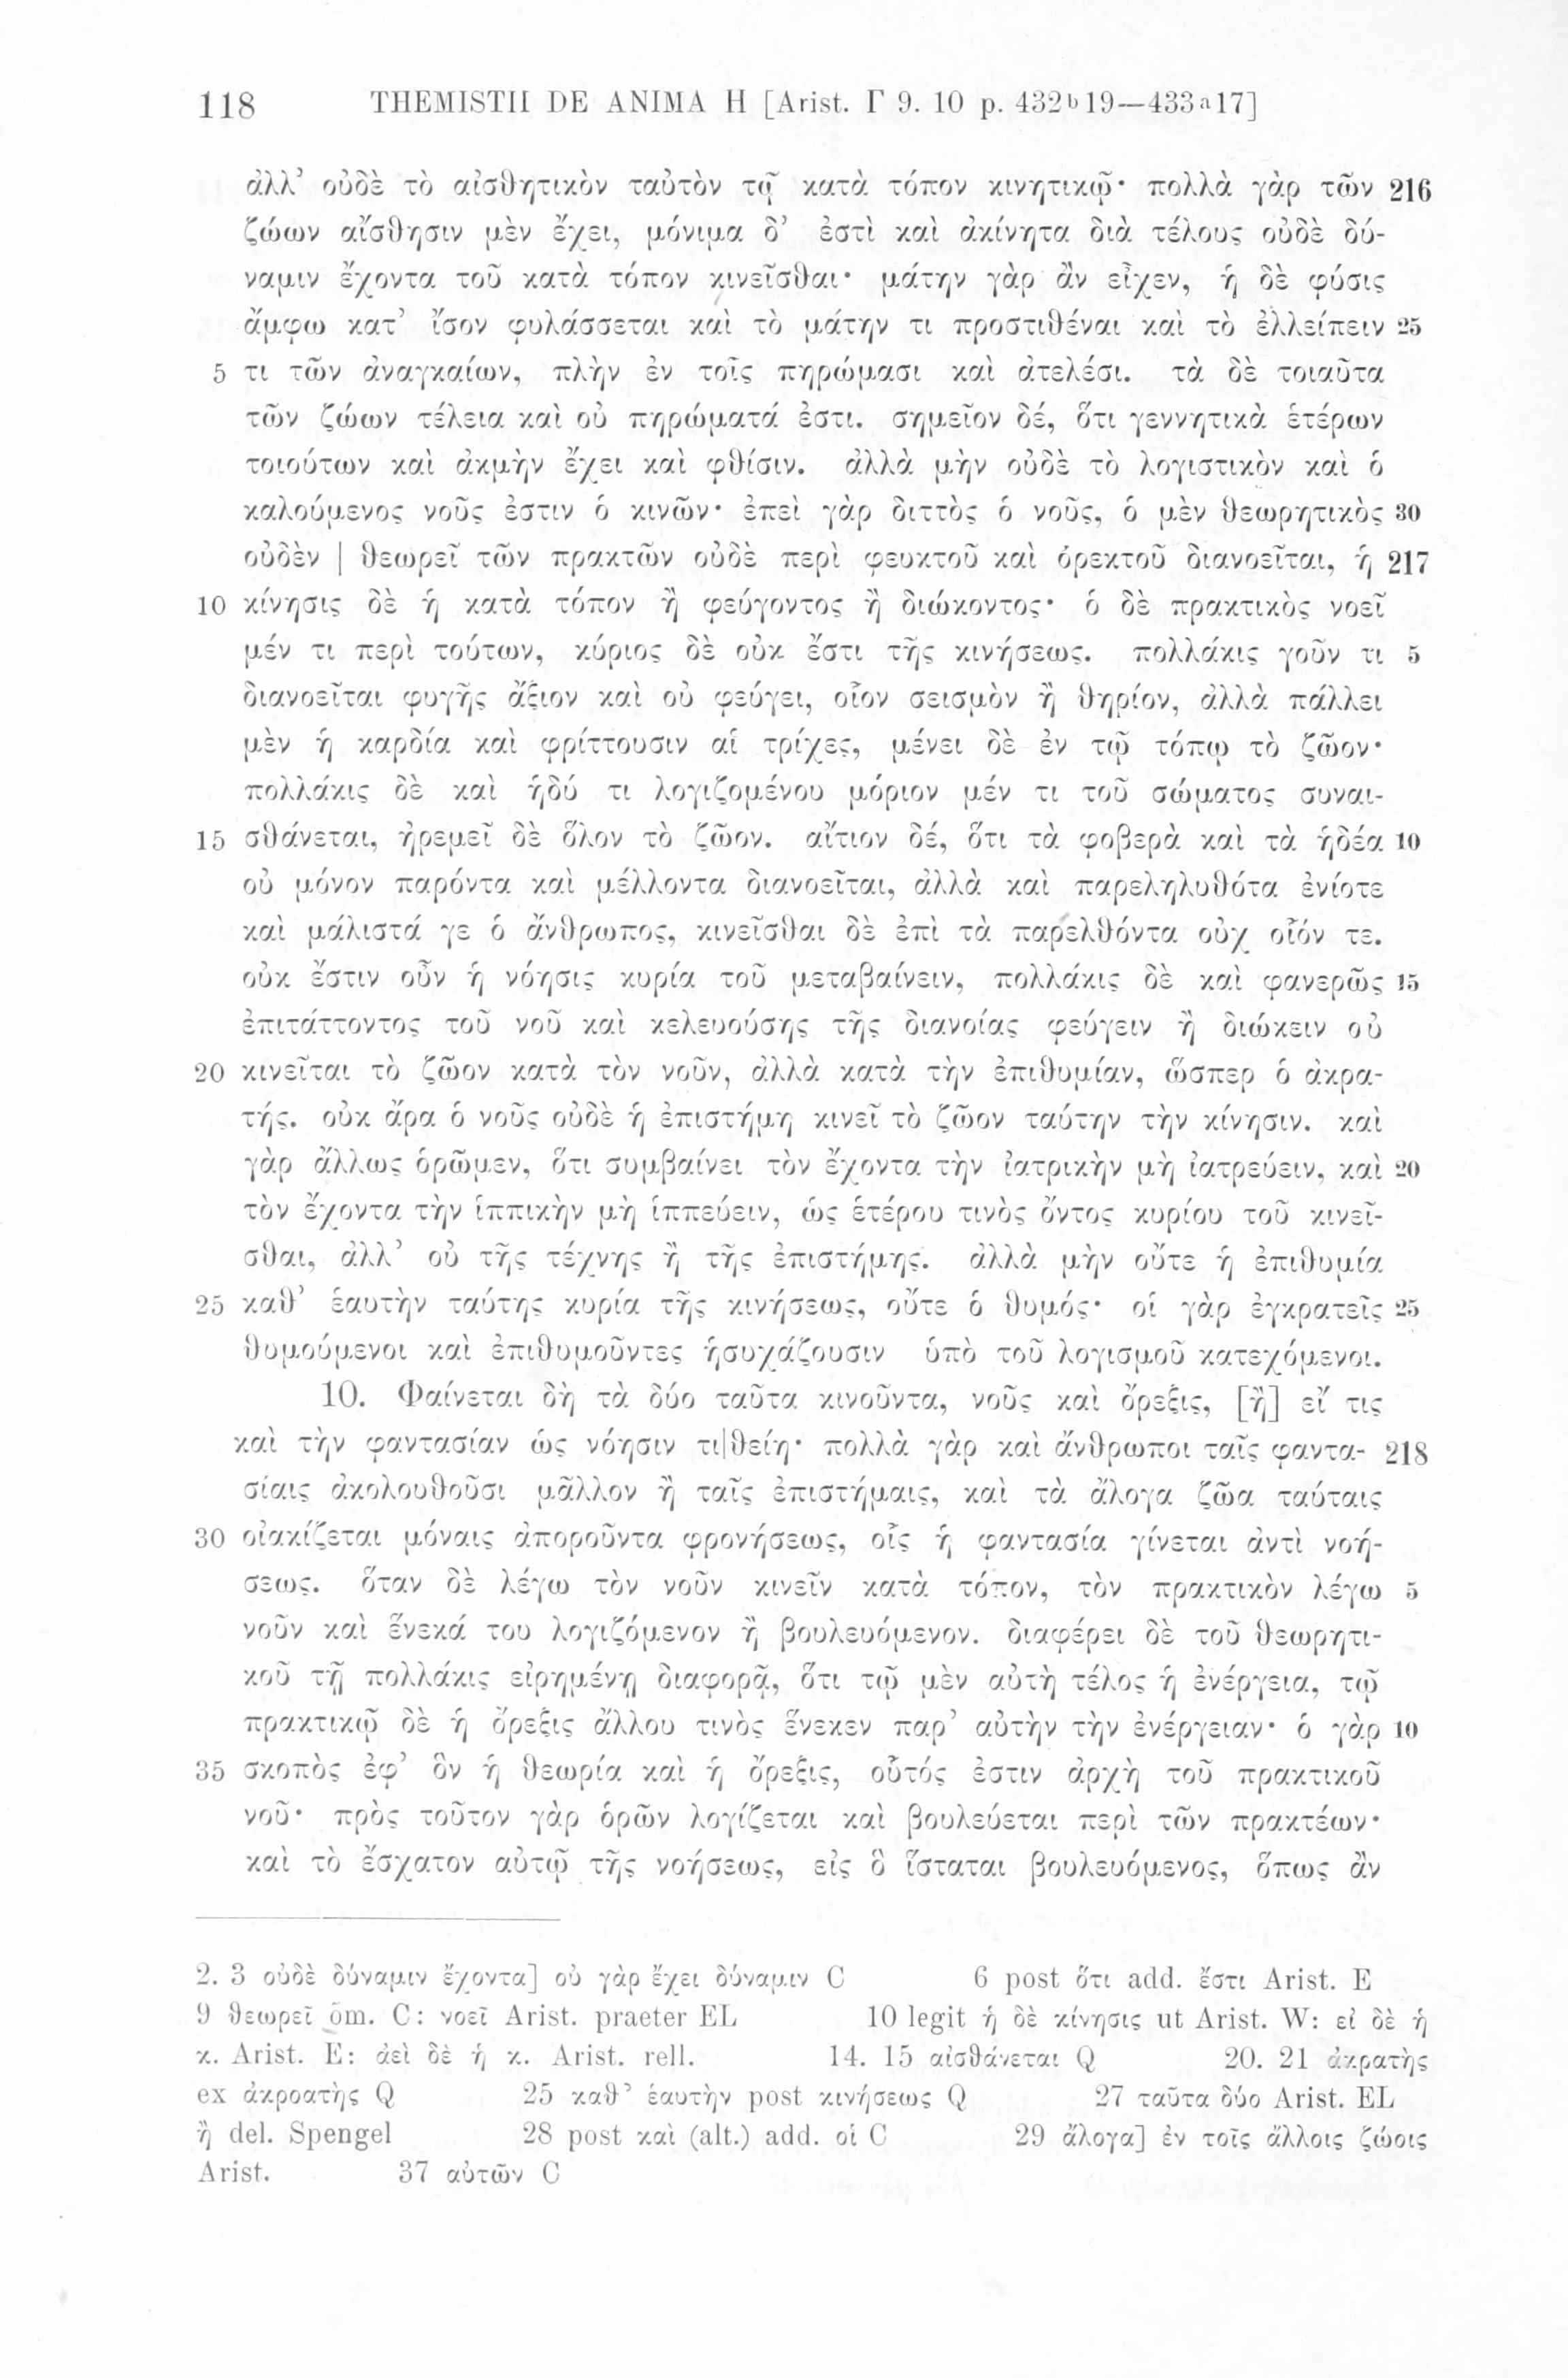 118 THEMISTII DE ANIMA H [Arist. Γ 9. 10 p. 432b19—433a17]
ἀλλ’ οὐδὲ τὸ αἰσθητικὸν ταὐτὸν τῷ κατὰ τόπον κινητικῷ· πολλὰ γὰρ τῶν 216
ζώων αἴσθησιν μὲν ἔχει, μόνιμα δ’ ἐστὶ καὶ ἀκίνητα διὰ τέλους οὐδὲ δύ-
ναμιν ἔχοντα τοῦ κατὰ τόπον κινεῖσθαι· μάτην γὰρ ἂν εἶχεν, ἡ δὲ φύσις
ἄμφω κατ’ ἴσον φυλάσσεται καὶ τὸ μάτην τι προστιθέναι καὶ τὸ ἐλλείπειν 25
5 τι τῶν ἀναγκαίων, πλὴν ἐν τοῖς πηρώμασι καὶ ἀτελέσι. τὰ δὲ τοιαῦτα
τῶν ζώων τέλεια καὶ οὐ πηρώματά ἐστι. σημεῖον δέ, ὅτι γεννητικὰ ἑτέρων
τοιούτων καὶ ἀκμὴν ἔχει καὶ φθίσιν. ἀλλὰ μὴν οὐδὲ τὸ λογιστικὸν καὶ ὁ
καλούμενος νοῦς ἐστιν ὁ κινῶν· ἐπεὶ γὰρ διττὸς ὁ νοῦς, ὁ μὲν θεωρητικὸς 30
οὐδὲν | θεωρεῖ τῶν πρακτῶν οὐδὲ περὶ φευκτοῦ καὶ ὀρεκτοῦ διανοεῖται, ἡ 217
10 κίνησις δὲ ἡ κατὰ τόπον ἢ φεύγοντος ἢ διώκοντος· ὁ δὲ πρακτικὸς νοεῖ
μέν τι περὶ τούτων, κύριος δὲ οὐκ ἔστι τῆς κινήσεως. πολλάκις γοῦν τι 5
διανοεῖται φυγῆς ἄξιον καὶ οὐ φεύγει, οἷον σεισμὸν ἢ θηρίον, ἀλλὰ πάλλει
μὲν ἡ καρδία καὶ φρίττουσιν αἱ τρίχες, μένει δὲ ἐν τῷ τόπῳ τὸ ζῶον·
πολλάκις δὲ καὶ ἡδύ τι λογιζομένου μόριον μέν τι τοῦ σώματος συναι-
15 σθάνεται, ἠρεμεῖ δὲ ὅλον τὸ ζῶον. αἴτιον δέ, ὅτι τὰ φοβερὰ καὶ τὰ ἡδέα 10
οὐ μόνον παρόντα καὶ μέλλοντα διανοεῖται, ἀλλὰ καὶ παρεληλυθότα ἐνίοτε
καὶ μάλιστά γε ὁ ἄνθρωπος, κινεῖσθαι δὲ ἐπὶ τὰ παρελθόντα οὐχ οἷόν τε.
οὐκ ἔστιν οὖν ἡ νόησις κυρία τοῦ μεταβαίνειν, πολλάκις δὲ καὶ φανερῶς 15
ἐπιτάττοντος τοῦ νοῦ καὶ κελευούσης τῆς διανοίας φεύγειν ἢ διώκειν οὐ
20 κινεῖται τὸ ζῶον κατὰ τὸν νοῦν, ἀλλὰ κατὰ τὴν ἐπιθυμίαν, ὥσπερ ὁ ἀκρα-
τής. οὐκ ἄρα ὁ νοῦς οὐδὲ ἡ ἐπιστήμη κινεῖ τὸ ζῶον ταύτην τὴν κίνησιν. καὶ
γὰρ ἄλλως ὁρῶμεν, ὅτι συμβαίνει τὸν ἔχοντα τὴν ἰατρικὴν μὴ ἰατρεύειν, καὶ 20
τὸν ἔχοντα τὴν ἱππικὴν μὴ ἱππεύειν, ὡς ἑτέρου τινὸς ὄντος κυρίου τοῦ κινεῖ-
σθαι, ἀλλ’ οὐ τῆς τέχνης ἢ τῆς ἐπιστήμης. ἀλλὰ μὴν οὔτε ἡ ἐπιθυμία
25 καθ’ ἑαυτὴν ταύτης κυρία τῆς κινήσεως, οὔτε ὁ θυμός· οἱ γὰρ ἐγκρατεῖς 25
θυμούμενοι καὶ ἐπιθυμοῦντες ἡσυχάζουσιν ὑπὸ τοῦ λογισμοῦ κατεχόμενοι.
10. Φαίνεται δὴ τὰ δύο ταῦτα κινοῦντα, νοῦς καὶ ὄρεξις, [ἢ] εἴ τις
καὶ τὴν φαντασίαν ὡς νόησιν τι|θείη· πολλὰ γὰρ καὶ ἄνθρωποι ταῖς φαντα- 218
σίαις ἀκολουθοῦσι μᾶλλον ἢ ταῖς ἐπιστήμαις, καὶ τὰ ἄλογα ζῶα ταύταις
30 οἰακίζεται μόναις ἀποροῦντα φρονήσεως, οἷς ἡ φαντασία γίνεται ἀντὶ νοή-
σεως. ὅταν δὲ λέγω τὸν νοῦν κινεῖν κατὰ τόπον, τὸν πρακτικὸν λέγω 5
νοῦν καὶ ἕνεκά του λογιζόμενον ἢ βουλευόμενον. διαφέρει δὲ τοῦ θεωρητι-
κοῦ τῇ πολλάκις εἰρημένῃ διαφορᾷ, ὅτι τῷ μὲν αὐτὴ τέλος ἡ ἐνέργεια, τῷ
πρακτικῷ δὲ ἡ ὄρεξις ἄλλου τινὸς ἕνεκεν παρ’ αὐτὴν τὴν ἐνέργειαν· ὁ γὰρ 10
35 σκοπὸς ἐφ’ ὃν ἡ θεωρία καὶ ἡ ὄρεξις, οὗτός ἐστιν ἀρχὴ τοῦ πρακτικοῦ
νοῦ· πρὸς τοῦτον γὰρ ὁρῶν λογίζεται καὶ βουλεύεται περὶ τῶν πρακτέων·
καὶ τὸ ἔσχατον αὐτῷ τῆς νοήσεως, εἰς ὃ ἵσταται βουλευόμενος, ὅπως ἂν
2. 3 οὐδὲ δύναμιν ἔχοντα] οὐ γὰρ ἔχει δύναμιν C 6 post ὅτι add. ἔστι Arist. E
9 θεωρεῖ om. C: νοεῖ Arist. praeter EL 10 legit ἡ δὲ κίνησις ut Arist. W: εἰ δὲ ἡ
κ. Arist. E: ἀεὶ δὲ ἡ κ. Arist. rell. 14. 15 αἰσθάνεται Q 20. 21 ἀκρατὴς
ex ἀκροατὴς Q 25 καθ’ ἑαυτὴν post κινήσεως Q 27 ταῦτα δύο Arist. EL
ἢ del. Spengel 28 post καὶ (alt.) add. οἱ C 29 ἄλογα] ἐν τοῖς ἄλλοις ζώοις
Arist. 37 αὐτῶν C